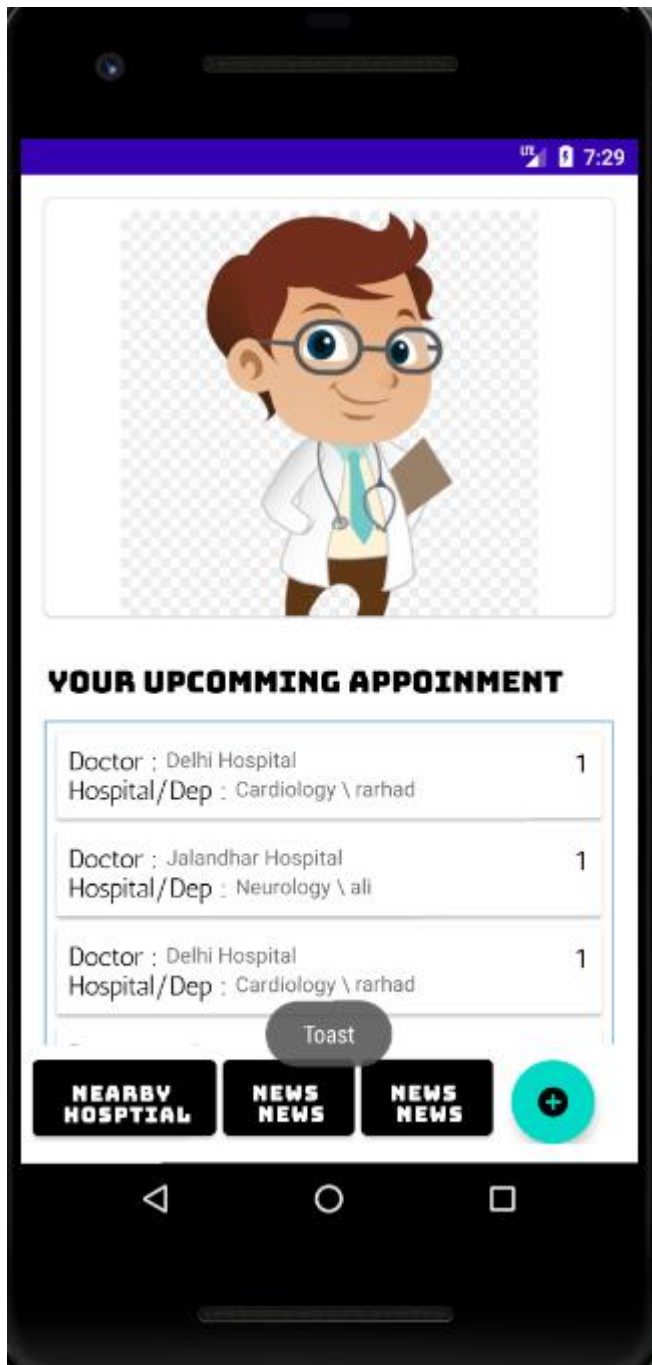 LTE 7:29
YOUR UPCOMMING APPOINMENT
Doctor : Delhi Hospital 1
Hospital/Dep : Cardiology \ rarhad
Doctor : Jalandhar Hospital 1
Hospital/Dep : Neurology \ ali
Doctor : Delhi Hospital 1
Hospital/Dep : Cardiology \ rarhad
Toast
NEARBY NEWS NEWS
HOSPTIAL NEWS NEWS